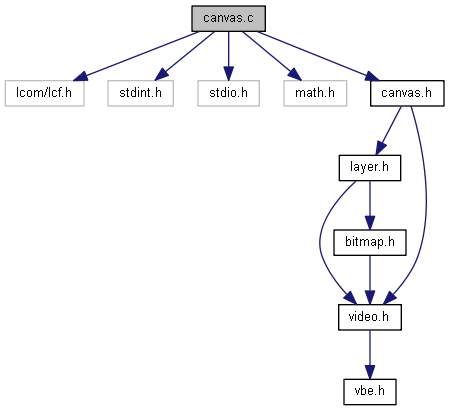 canvas.c
lcom/lcf.h
stdint.h
stdio.h
math.h
canvas.h
layer.h
bitmap.h
video.h
vbe.h